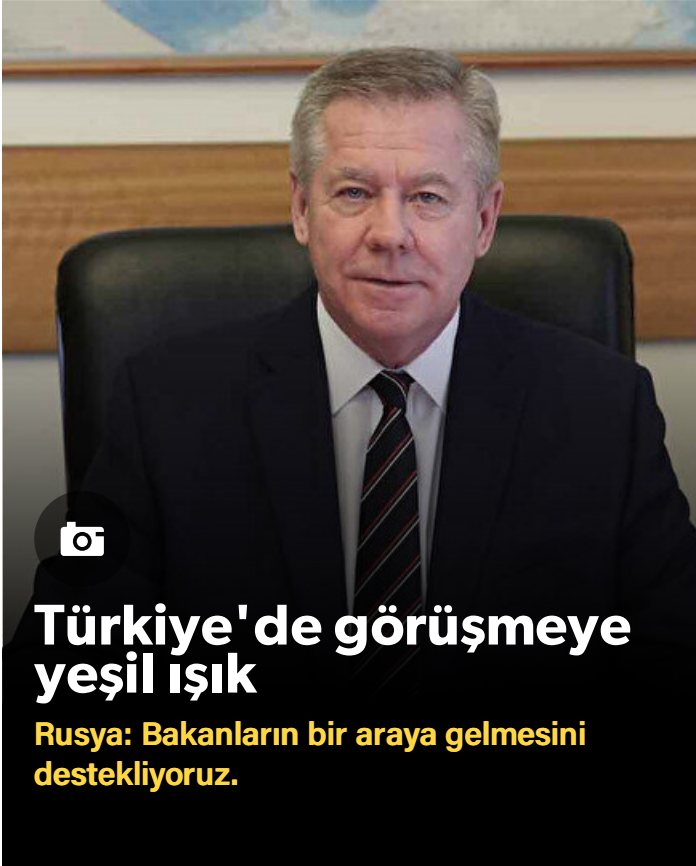 Türkiye'de görüşmeye
yeşil ışık
Rusya: Bakanların bir araya gelmesini
destekliyoruz.